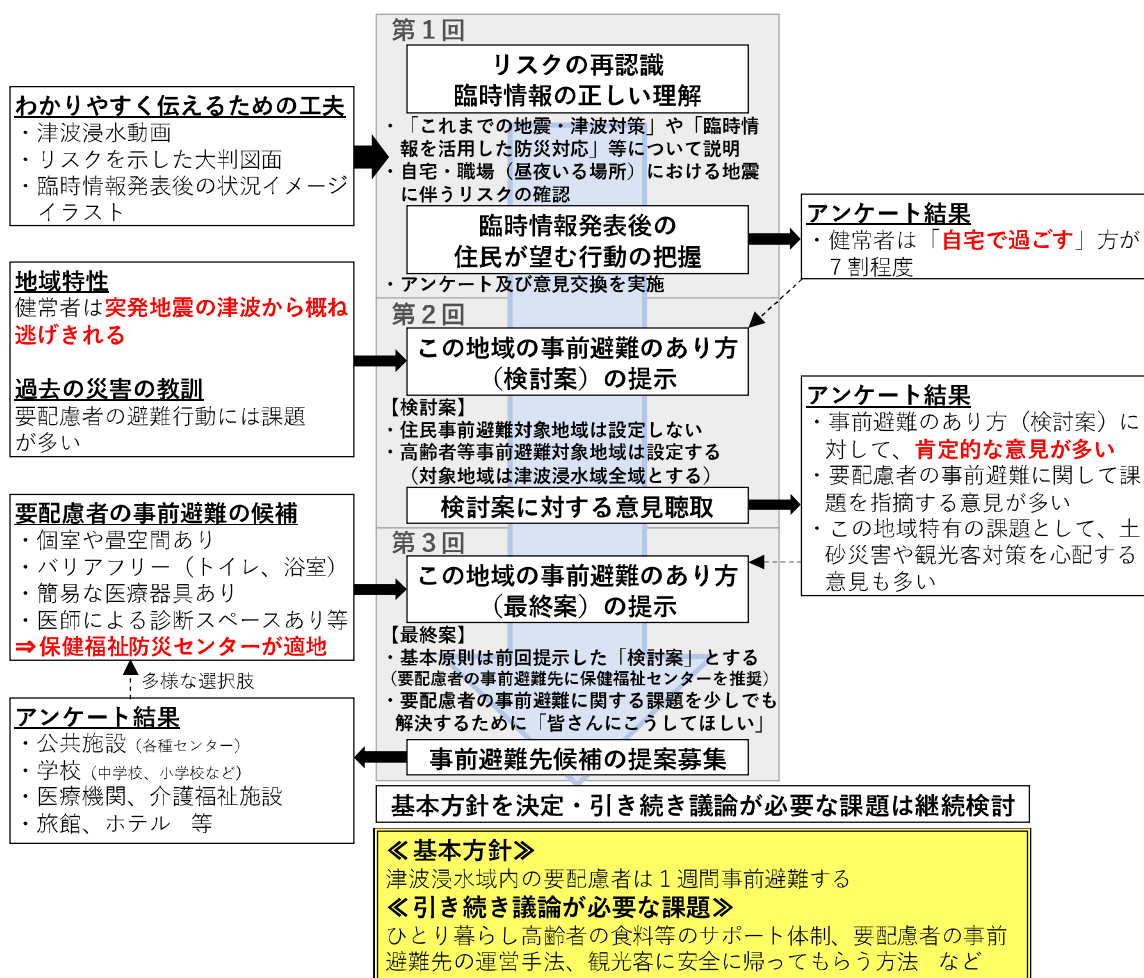 第１回
リスクの再認識
臨時情報の正しい理解
・「これまでの地震・津波対策」や「臨時情
報を活用した防災対応」等について説明
・自宅・職場（昼夜いる場所）における地震
に伴うリスクの確認
臨時情報発表後の
住民が望む行動の把握
・アンケート及び意見交換を実施
わかりやすく伝えるための工夫
・津波浸水動画
・リスクを示した大判図面
・臨時情報発表後の状況イメージ
イラスト
アンケート結果
・健常者は「自宅で過ごす」方が
７割程度
地域特性
健常者は突発地震の津波から概ね
逃げきれる
過去の災害の教訓
要配慮者の避難行動には課題
が多い
第２回
この地域の事前避難のあり方
（検討案）の提示
【検討案】
・住民事前避難対象地域は設定しない
・高齢者等事前避難対象地域は設定する
（対象地域は津波浸水域全域とする）
検討案に対する意見聴取
アンケート結果
・事前避難のあり方（検討案）に
対して、肯定的な意見が多い
・要配慮者の事前避難に関して課
題を指摘する意見が多い
・この地域特有の課題として、土
砂災害や観光客対策を心配する
意見も多い
要配慮者の事前避難の候補
・個室や畳空間あり
・バリアフリー（トイレ、浴室）
・簡易な医療器具あり
・医師による診断スペースあり等
⇒保健福祉防災センターが適地
多様な選択肢
アンケート結果
・公共施設（各種センター）
・学校（中学校、小学校など）
・医療機関、介護福祉施設
・旅館、ホテル　等
第３回
この地域の事前避難のあり方
（最終案）の提示
【最終案】
・基本原則は前回提示した「検討案」とする
（要配慮者の事前避難先に保健福祉センターを推奨）
・要配慮者の事前避難に関する課題を少しでも
解決するために「皆さんにこうしてほしい」
事前避難先候補の提案募集
基本方針を決定・引き続き議論が必要な課題は継続検討
≪基本方針≫
津波浸水域内の要配慮者は１週間事前避難する
≪引き続き議論が必要な課題≫
ひとり暮らし高齢者の食料等のサポート体制、要配慮者の事前
避難先の運営手法、観光客に安全に帰ってもらう方法　など